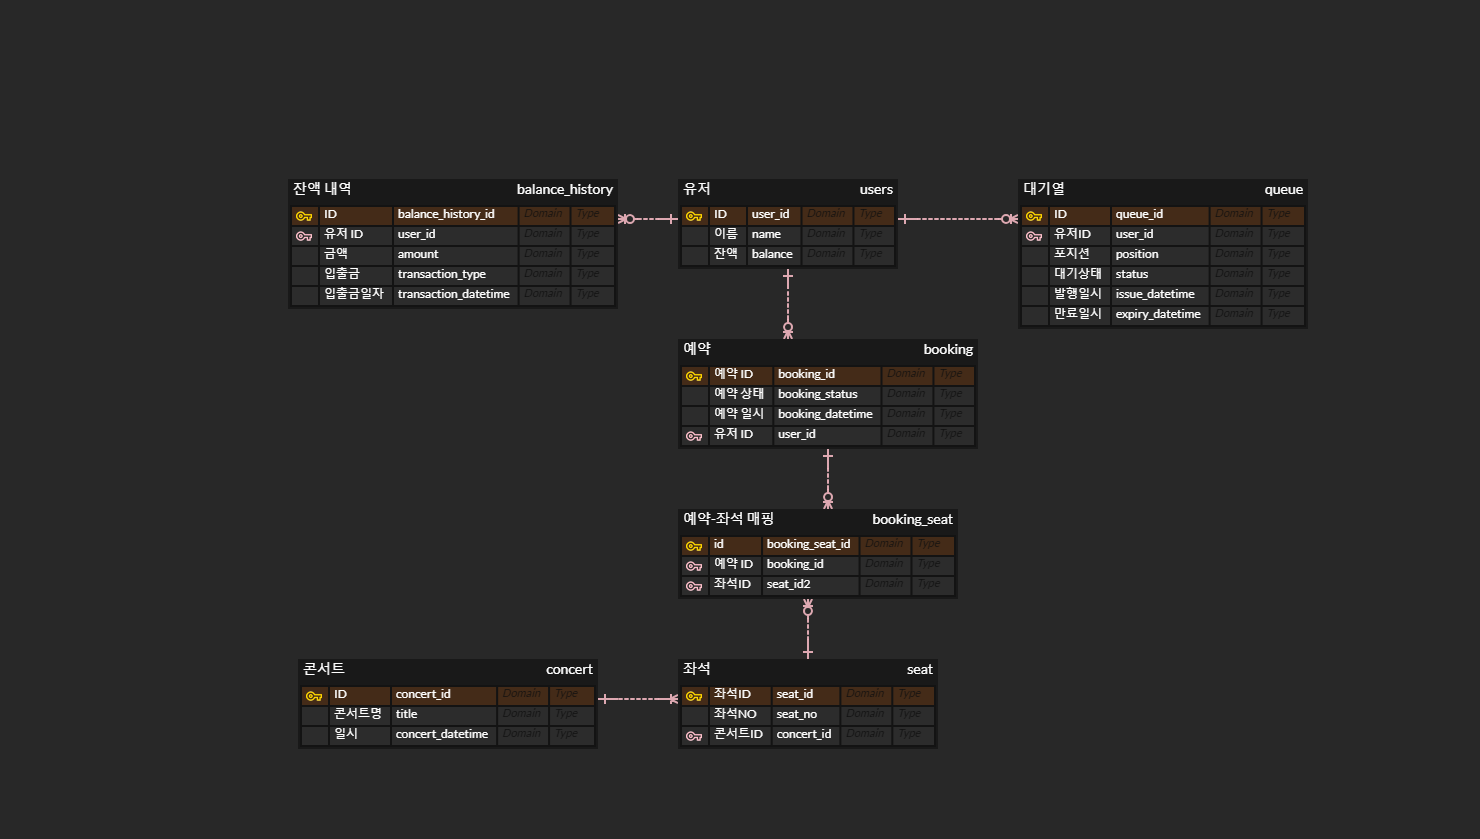 잔액 내역 balance_history
ID balance_history_id Domain Type
유저 ID user_id Domain Type
금액 amount Domain Type
입출금 transaction_type Domain Type
입출금일자 transaction_datetime Domain Type
유저 users
ID user_id Domain Type
이름 name Domain Type
잔액 balance Domain Type
대기열 queue
ID queue_id Domain Type
유저ID user_id Domain Type
포지션 position Domain Type
대기상태 status Domain Type
발행일시 issue_datetime Domain Type
만료일시 expiry_datetime Domain Type
예약 booking
예약 ID booking_id Domain Type
예약 상태 booking_status Domain Type
예약 일시 booking_datetime Domain Type
유저 ID user_id Domain Type
예약-좌석 매핑 booking_seat
id booking_seat_id Domain Type
예약 ID booking_id Domain Type
좌석ID seat_id2 Domain Type
콘서트 concert
ID concert_id Domain Type
콘서트명 title Domain Type
일시 concert_datetime Domain Type
좌석 seat
좌석ID seat_id Domain Type
좌석NO seat_no Domain Type
콘서트ID concert_id Domain Type